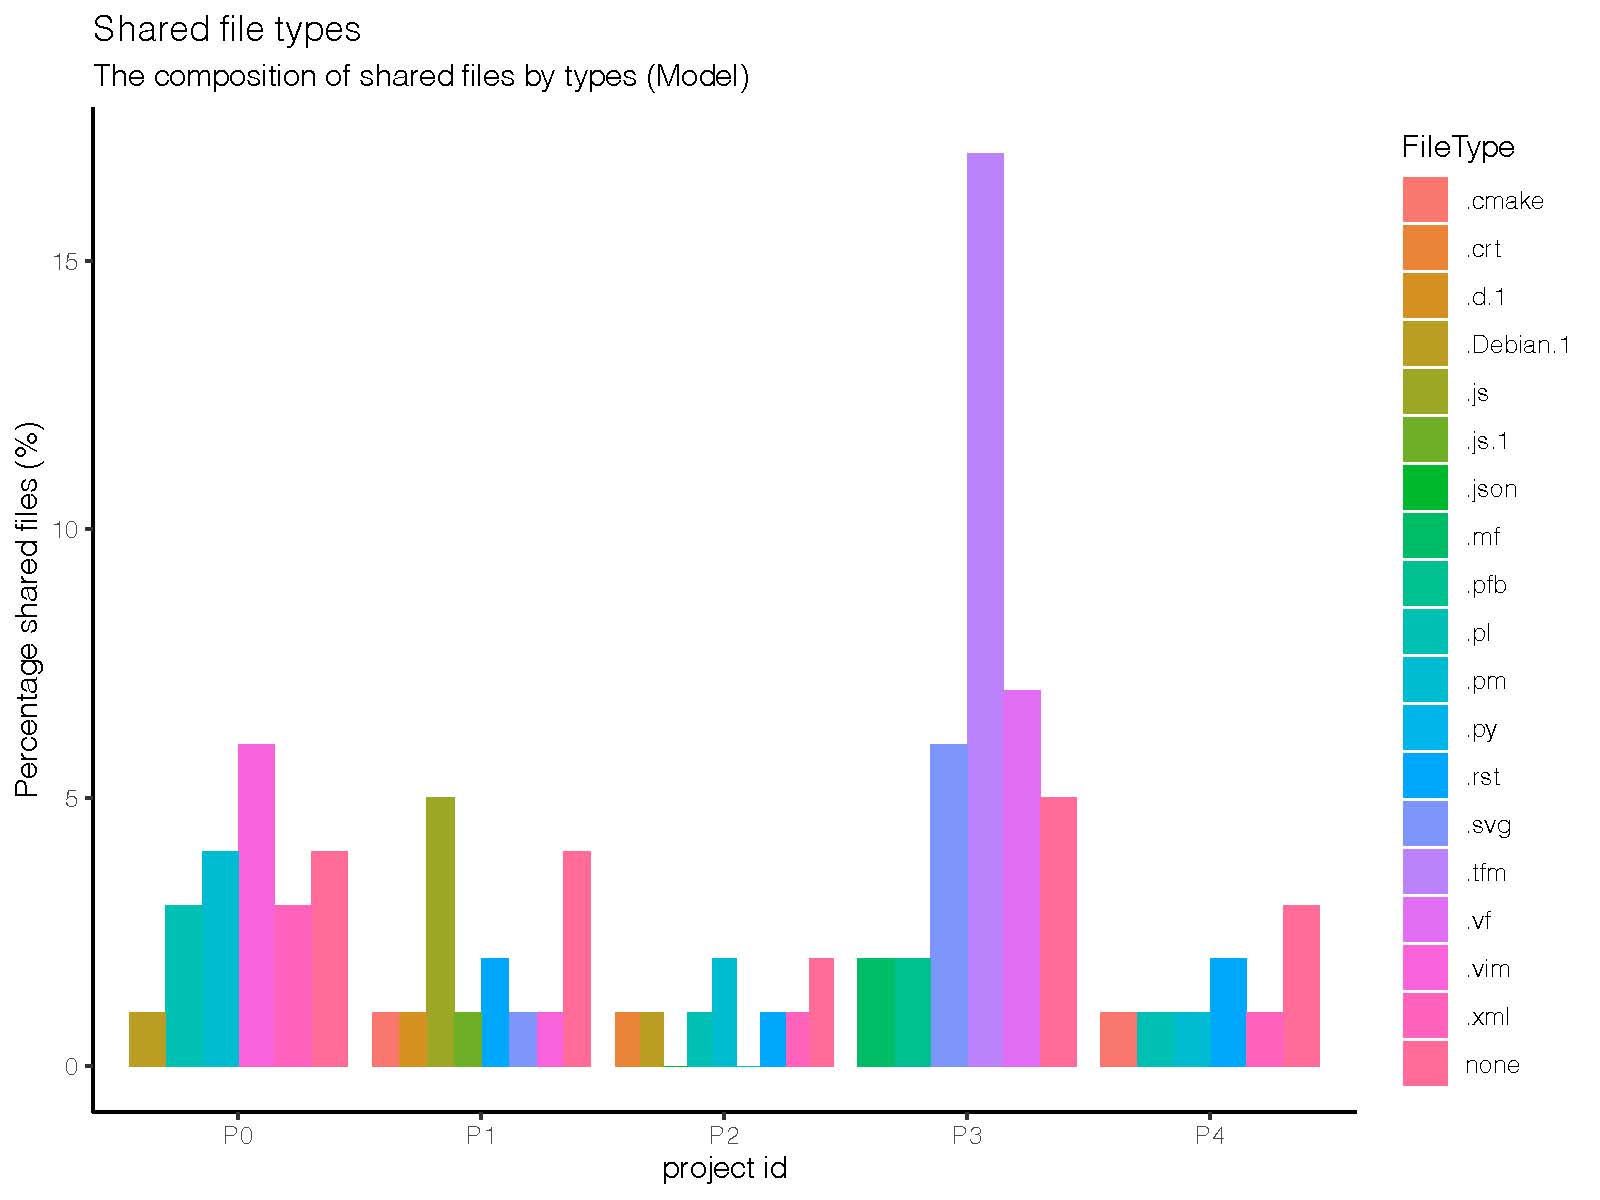 Shared file types
The composition of shared files by types (Model)
Percentage shared files (%)
15
10
5
0
P0
P1
P2
P3
P4
project id
FileType
.cmake
.crt
.d.1
.Debian.1
.js
.js.1
.json
.mf
.pfb
.pl
.pm
.py
.rst
.svg
.tfm
.vf
.vim
.xml
none